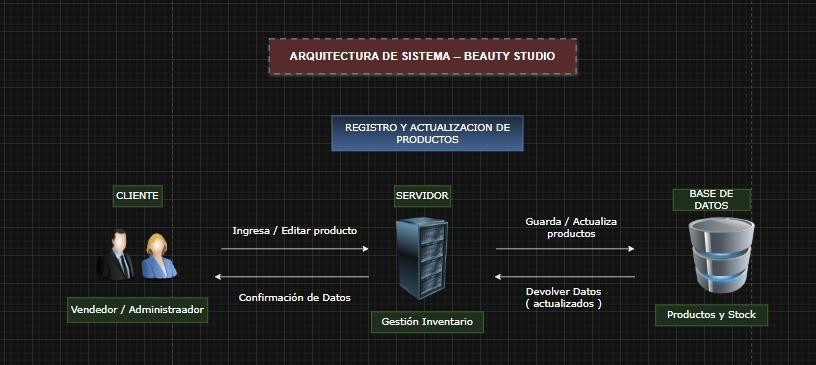 ARQUITECTURA DE SISTEMA – BEAUTY STUDIO
REGISTRO Y ACTUALIZACION DE
PRODUCTOS
CLIENTE
SERVIDOR
BASE DE
DATOS
Ingresa / Editar producto
Guarda / Actualiza
productos
Confirmación de Datos
Devolver Datos
( actualizados )
Vendedor / Administraador
Gestión Inventario
Productos y Stock